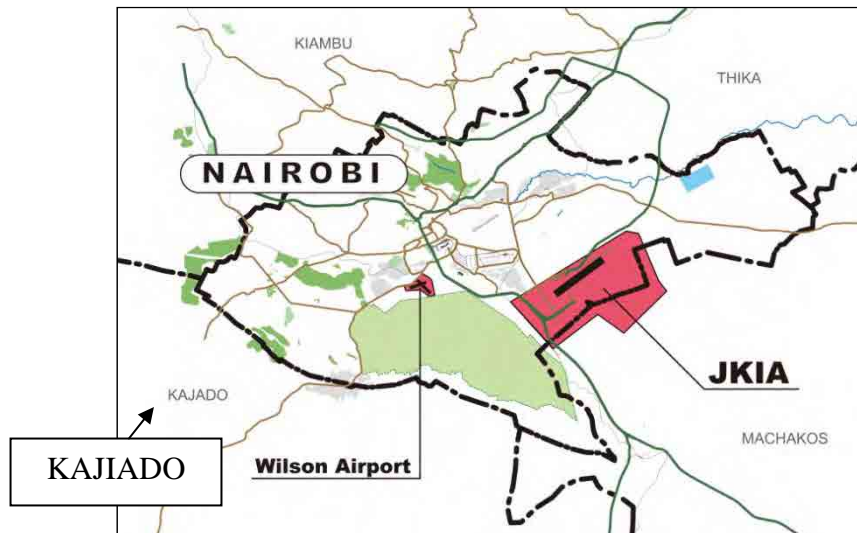 KIAMBU
THIKA
NAIROBI
JKIA
KAJADO
MACHAKOS
KAJIADO
Wilson Airport